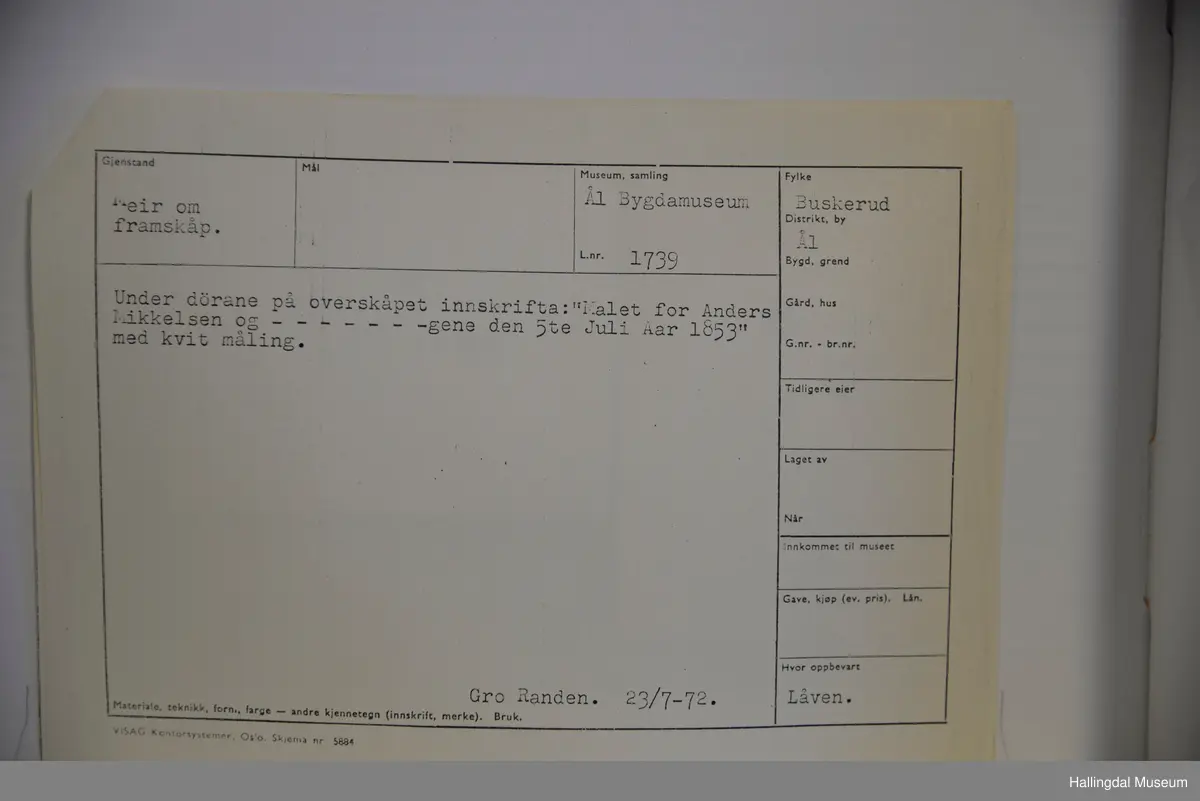 Gjenstand
Meir om
framskåp.
Mål
Museum, samling
Ål Bygdamuseum
L.nr. 1739
Fylke
Buskerud
Distrikt, by
Ål
Bygd, grend
Gård, hus
G.nr. - br.nr.
Tidligere eier
Laget av
Når
Innkommet til museet
Gave, kjøp (ev. pris). Lån.
Hvor oppbevart
Låven.
Under dörane på overskåpet innskrifta:"Malet for Anders
Mikkelsen og - - - - - - -gene den 5te Juli Aar 1853"
med kvit måling.
Gro Randen. 23/7-72.
Materiale, teknikk, form, farge — andre kjennetegn (innskrift, merke). Bruk.
VISAG Kontorsystemer, Oslo. Skjema nr. 5884
Hallingdal Museum